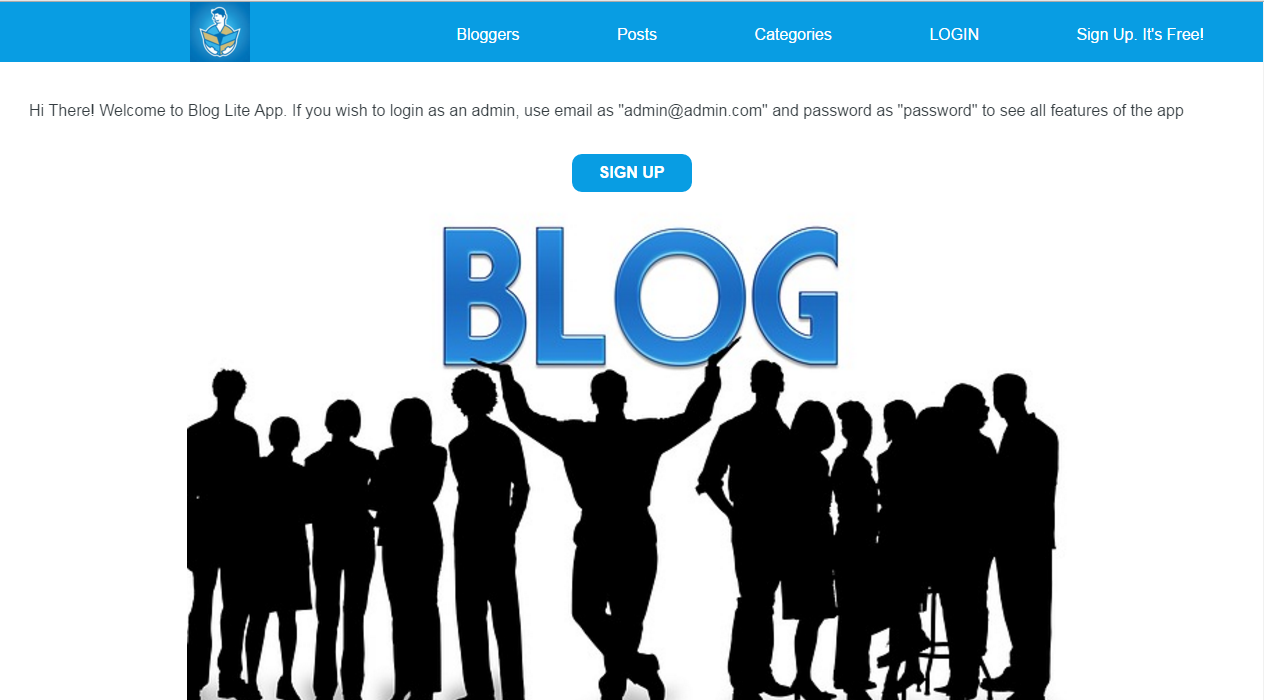 Bloggers Posts Categories LOGIN Sign Up. It's Free!
Hi There! Welcome to Blog Lite App. If you wish to login as an admin, use email as "admin@admin.com" and password as "password" to see all features of the app
SIGN UP
BLOG